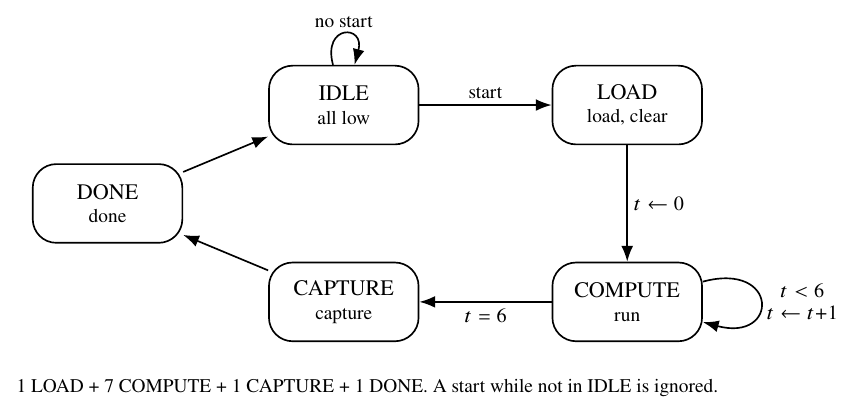 no start
IDLE
all low
start
LOAD
load, clear
DONE
done
t ← 0
CAPTURE
capture
t = 6
COMPUTE
run
t < 6
t ← t+1
1 LOAD + 7 COMPUTE + 1 CAPTURE + 1 DONE. A start while not in IDLE is ignored.